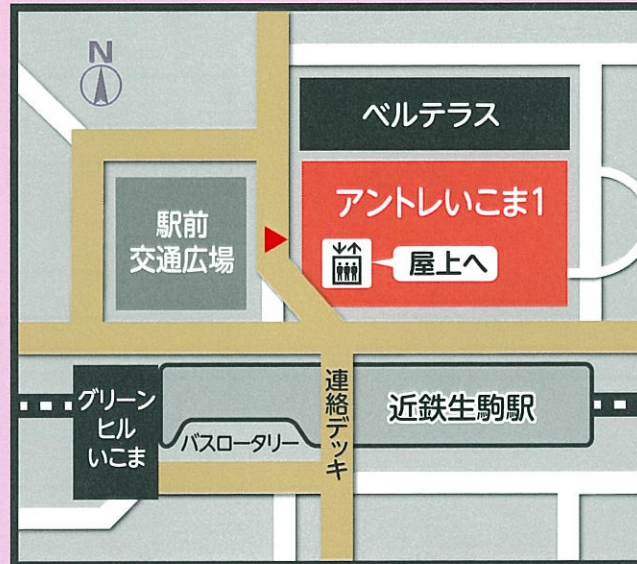 N
ベルテラス
アントレいこま1
屋上へ
駅前
交通広場
連絡デッキ
近鉄生駒駅
グリーン
ヒル
いこま
バスロータリー